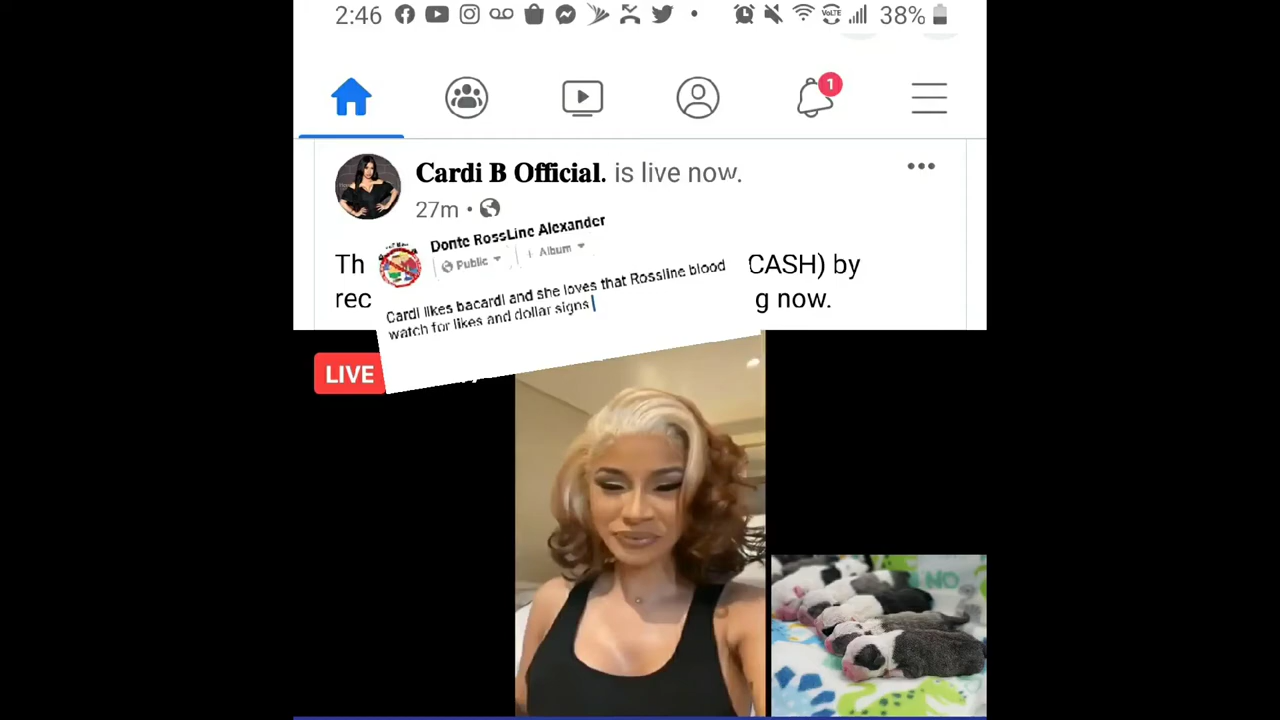 2:46
VoLTE
38%
1
Cardi B Official. is live now.
27m •
Donte RossLine Alexander
Public
+ Album
Th
CASH) by
Cardi likes bacardi and she loves that Rossline blood
rec
g now.
watch for likes and dollar signs
LIVE
NO